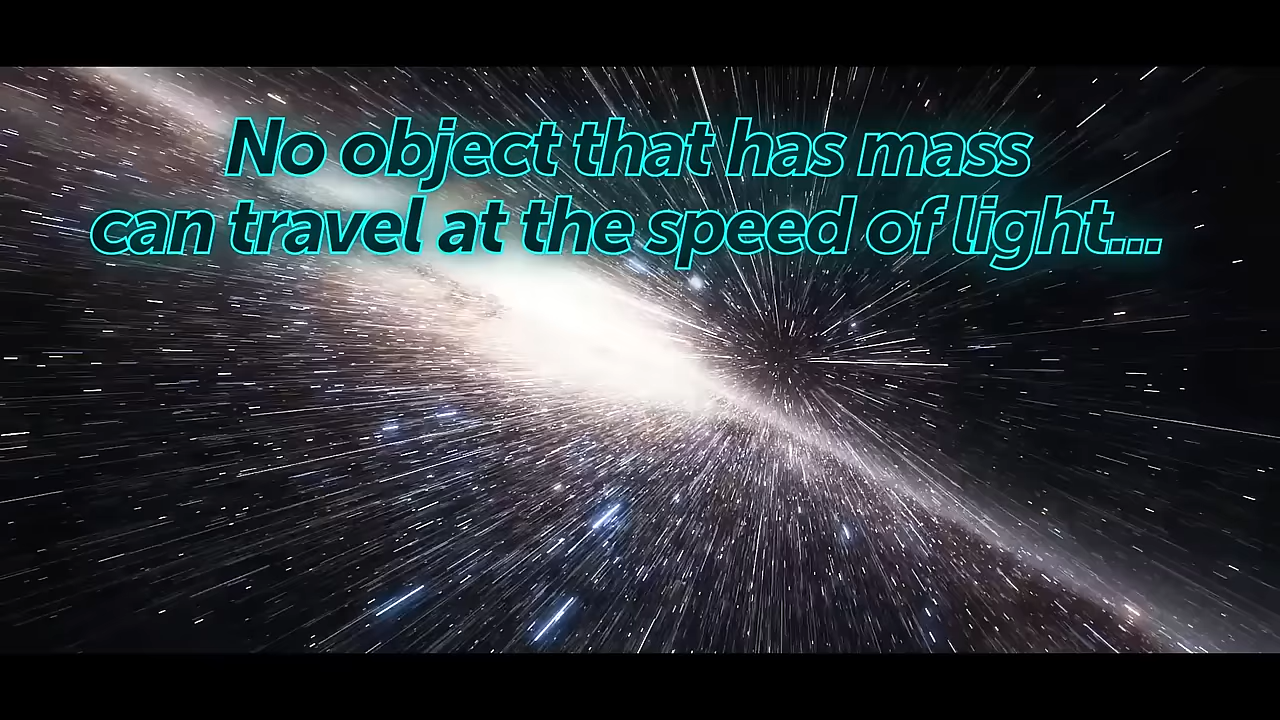 No object that has mass
can travel at the speed of light...